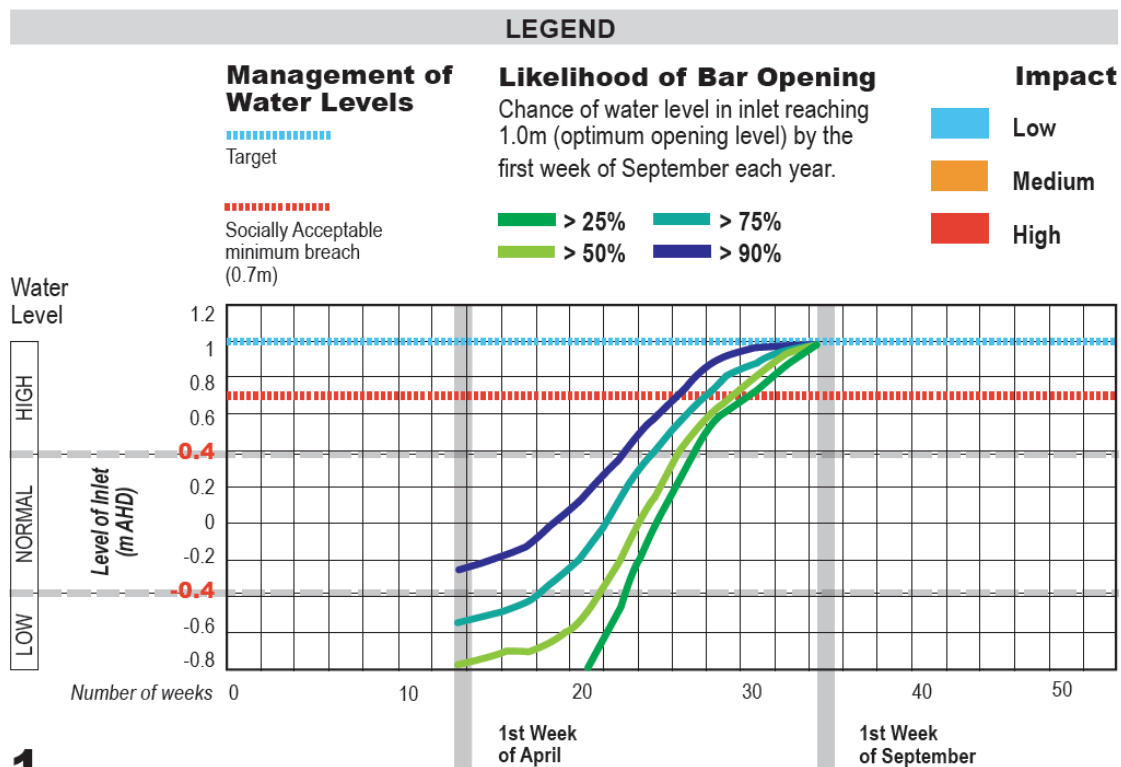 LEGEND
Management of
Water Levels
Target
Socially Acceptable
minimum breach
(0.7m)
Likelihood of Bar Opening
Chance of water level in inlet reaching
1.0m (optimum opening level) by the
first week of September each year.
> 25%
> 75%
> 50%
> 90%
Impact
Low
Medium
High
Water
Level
HIGH
NORMAL
LOW
Level of Inlet
(m AHD)
1.2
1
0.8
0.6
0.4
0.2
0
-0.2
-0.4
-0.6
-0.8
Number of weeks 0 10 20 30 40 50
1st Week
of April
1st Week
of September